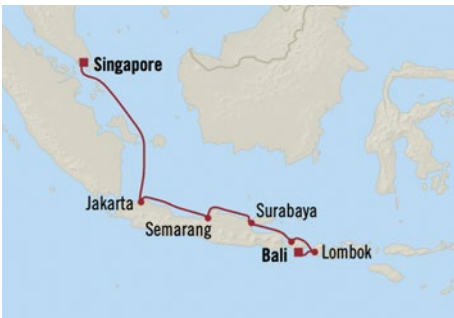 Singapore
Jakarta
Semarang
Surabaya
Bali
Lombok